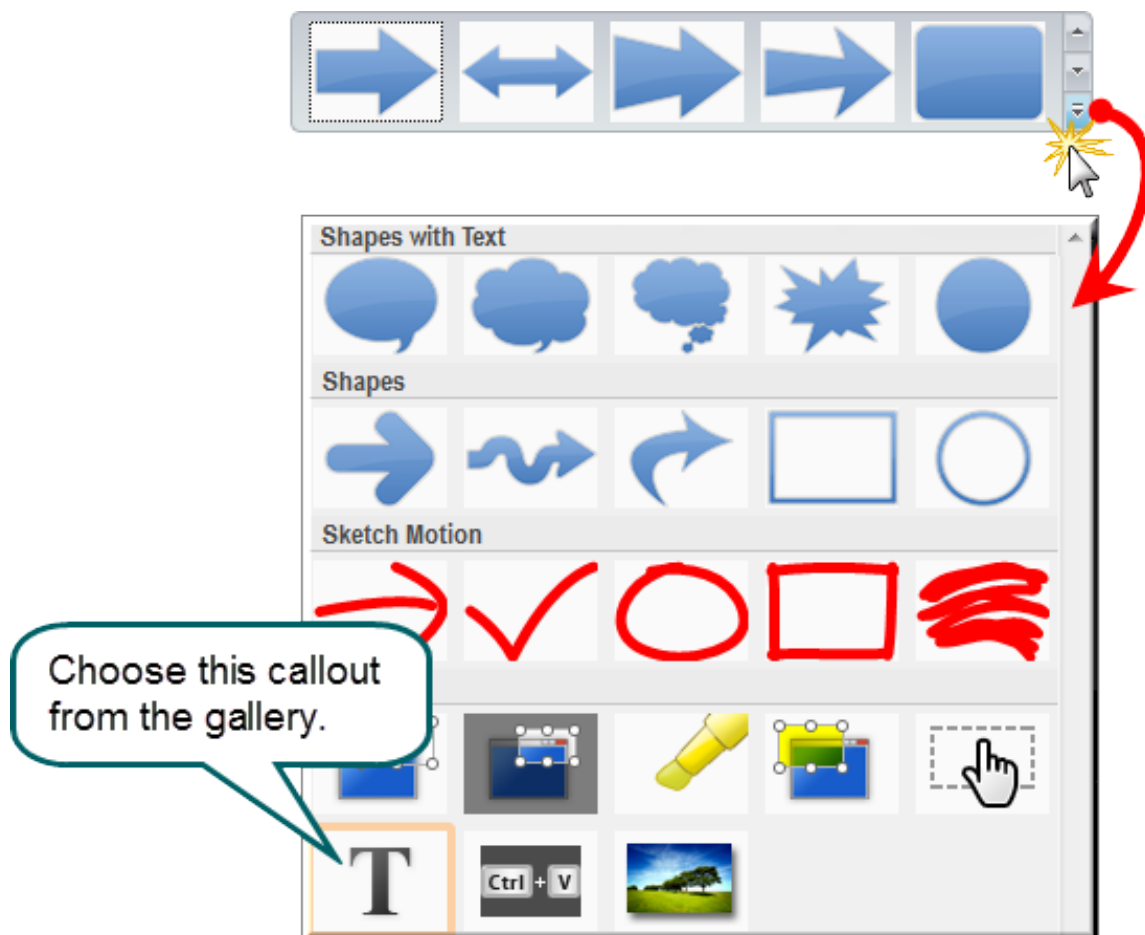 Shapes with Text
Shapes
Sketch Motion
Choose this callout
from the gallery.
T
Ctrl + V